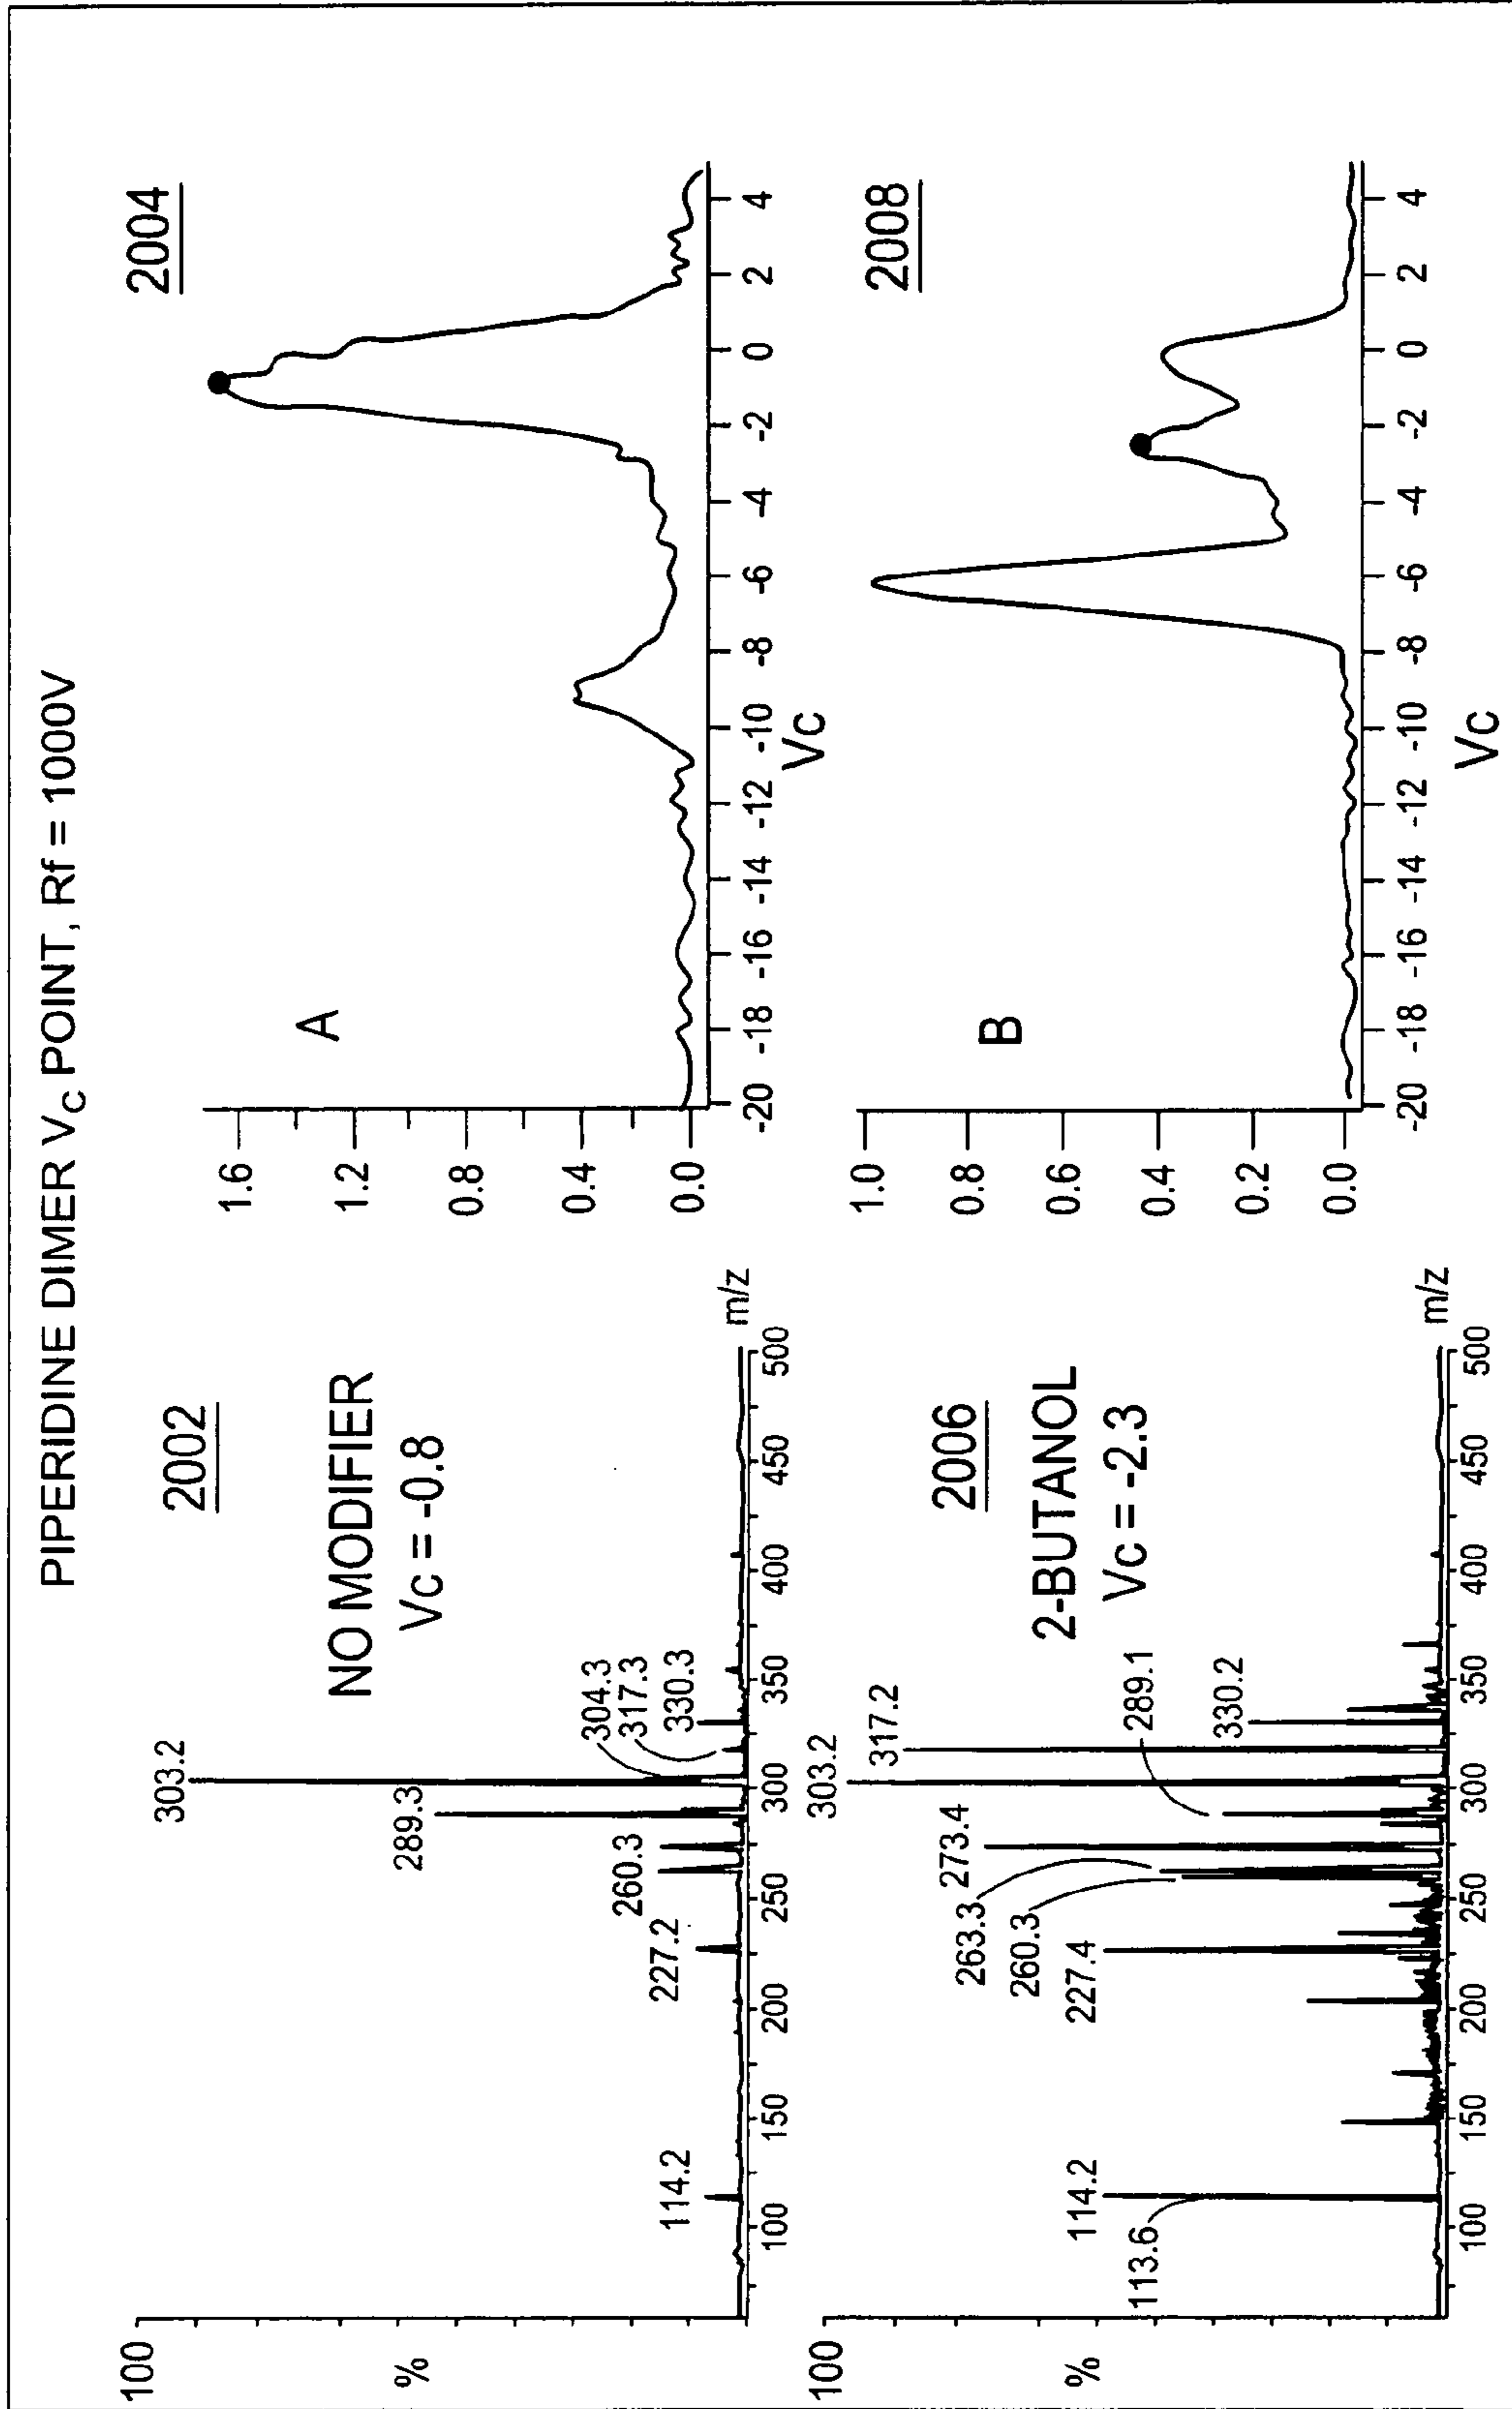 PIPERIDINE DIMER VC POINT, Rf = 1000V
2002
NO MODIFIER
Vc = -0.8
100
%
114.2
227.2
260.3
289.3
303.2
304.3
317.3
330.3
100 150 200 250 300 350 400 450 500
m/z
2004
A
1.6
1.2
0.8
0.4
0.0
-20 -18 -16 -14 -12 -10 -8 -6 -4 -2 0 2 4
Vc
2006
2-BUTANOL
Vc = -2.3
100
%
113.6
114.2
227.4
260.3
263.3
273.4
303.2
317.2
289.1
330.2
100 150 200 250 300 350 400 450 500
m/z
2008
B
1.0
0.8
0.6
0.4
0.2
0.0
-20 -18 -16 -14 -12 -10 -8 -6 -4 -2 0 2 4
Vc